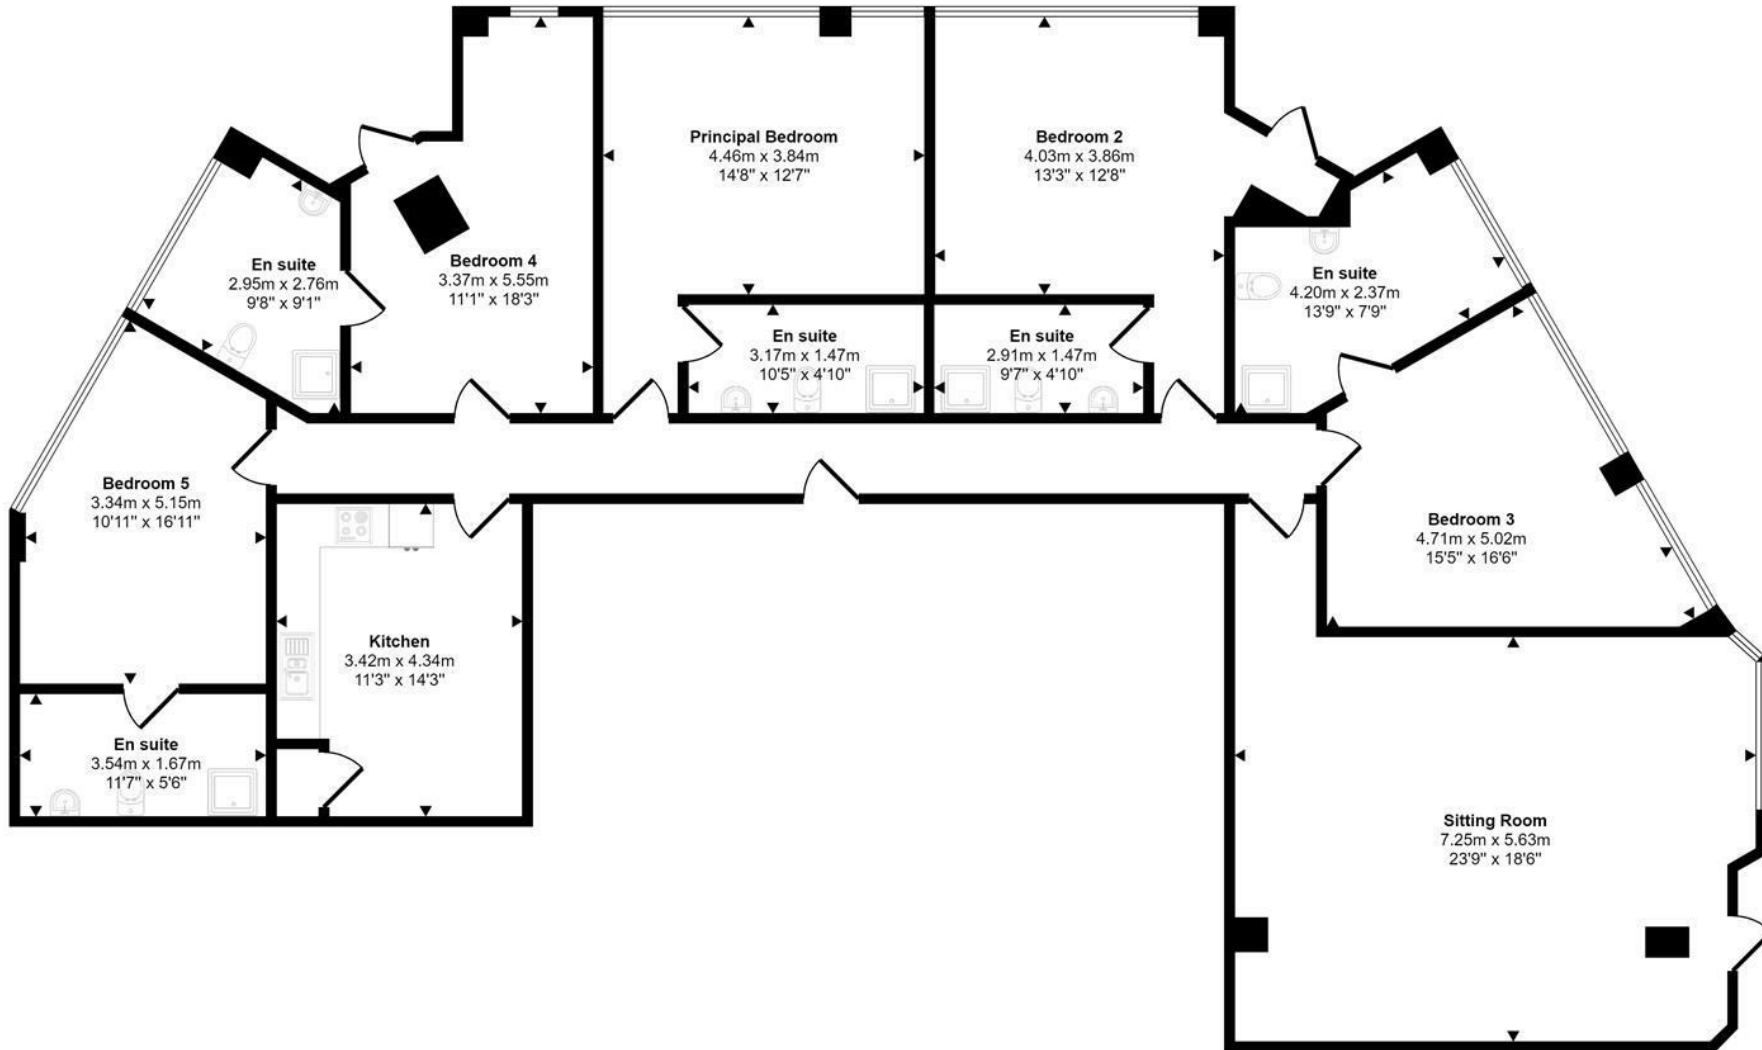 Principal Bedroom
4.46m x 3.84m
14'8" x 12'7"
Bedroom 2
4.03m x 3.86m
13'3" x 12'8"
En suite
2.95m x 2.76m
9'8" x 9'1"
Bedroom 4
3.37m x 5.55m
11'1" x 18'3"
En suite
4.20m x 2.37m
13'9" x 7'9"
En suite
3.17m x 1.47m
10'5" x 4'10"
En suite
2.91m x 1.47m
9'7" x 4'10"
Bedroom 5
3.34m x 5.15m
10'11" x 16'11"
Bedroom 3
4.71m x 5.02m
15'5" x 16'6"
Kitchen
3.42m x 4.34m
11'3" x 14'3"
En suite
3.54m x 1.67m
11'7" x 5'6"
Sitting Room
7.25m x 5.63m
23'9" x 18'6"